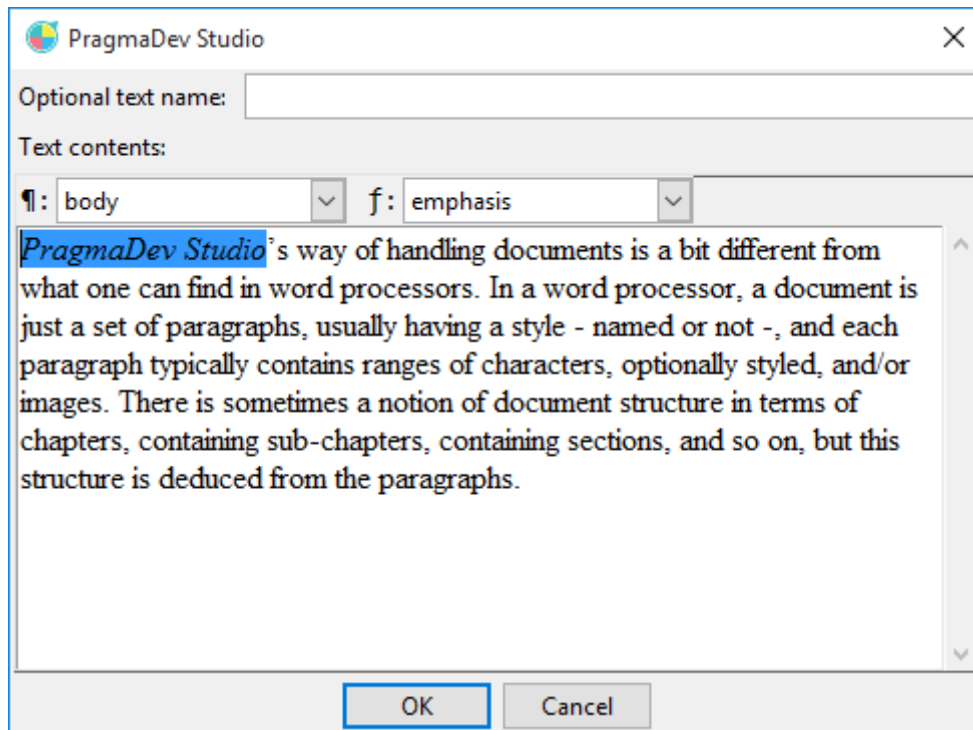 PragmaDev Studio
Optional text name:
Text contents:
¶: body ƒ: emphasis
PragmaDev Studio's way of handling documents is a bit different from
what one can find in word processors. In a word processor, a document is
just a set of paragraphs, usually having a style - named or not -, and each
paragraph typically contains ranges of characters, optionally styled, and/or
images. There is sometimes a notion of document structure in terms of
chapters, containing sub-chapters, containing sections, and so on, but this
structure is deduced from the paragraphs.
OK Cancel